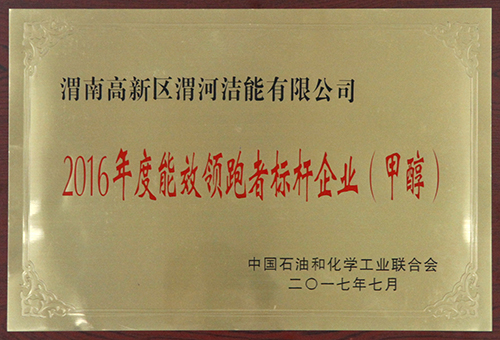 渭南高新区渭河洁能有限公司
2016年度能效领跑者标杆企业（甲醇）
中国石油和化学工业联合会
二〇一七年七月